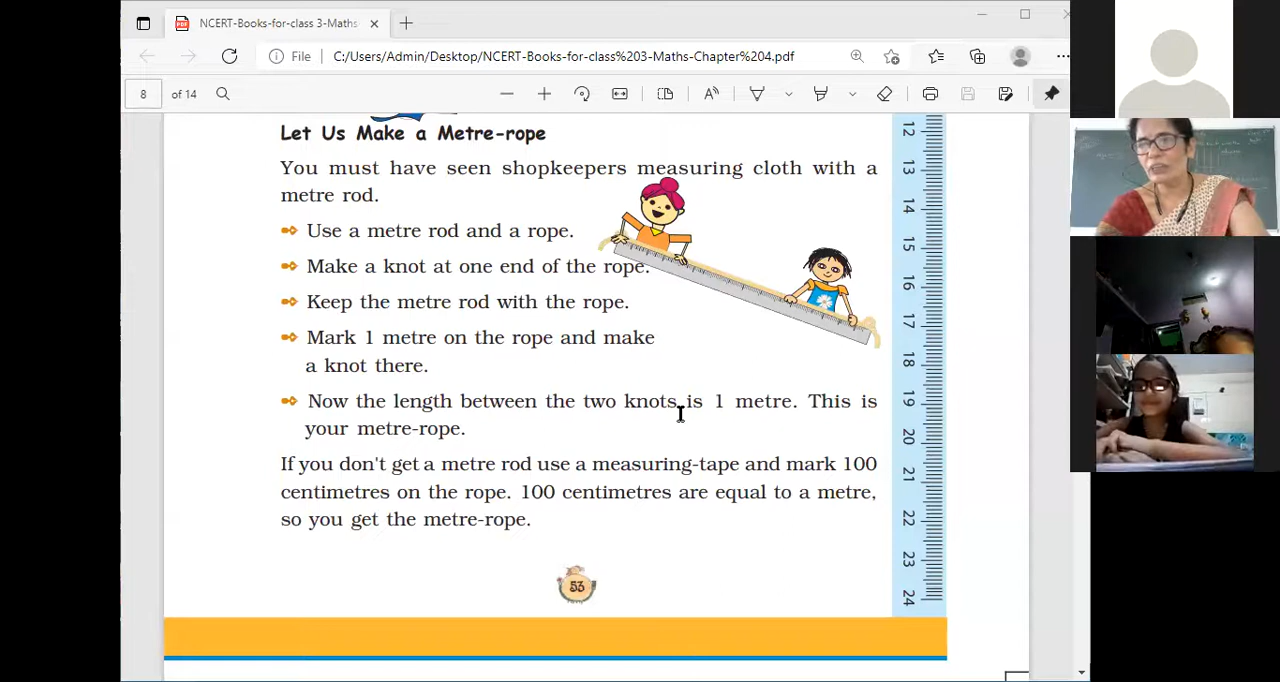 NCERT-Books-for-class 3-Maths-
File
C:/Users/Admin/Desktop/NCERT-Books-for-class%203-Maths-Chapter%204.pdf
8
of 14
Let Us Make a Metre-rope
You must have seen shopkeepers measuring cloth with a
metre rod.
Use a metre rod and a rope.
Make a knot at one end of the rope.
Keep the metre rod with the rope.
Mark 1 metre on the rope and make
a knot there.
Now the length between the two knots is 1 metre. This is
your metre-rope.
If you don't get a metre rod use a measuring-tape and mark 100
centimetres on the rope. 100 centimetres are equal to a metre,
so you get the metre-rope.
53
12
13
14
15
16
17
18
19
20
21
22
23
24